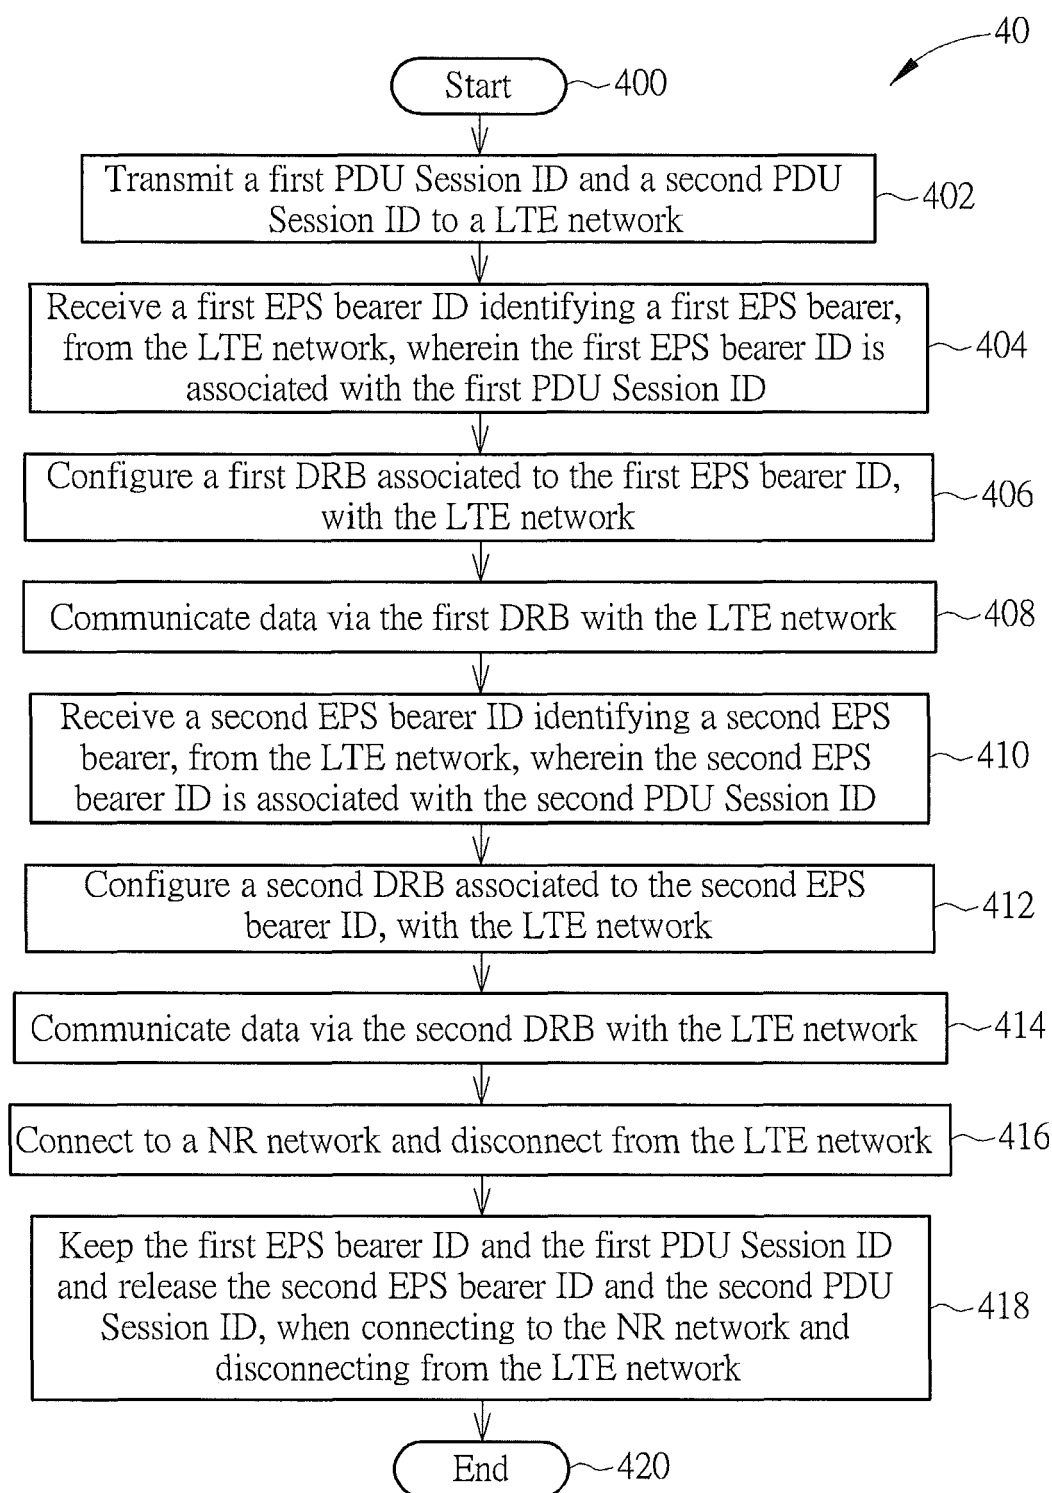 40
Start
400
Transmit a first PDU Session ID and a second PDU
Session ID to a LTE network
402
Receive a first EPS bearer ID identifying a first EPS bearer,
from the LTE network, wherein the first EPS bearer ID is
associated with the first PDU Session ID
404
Configure a first DRB associated to the first EPS bearer ID,
with the LTE network
406
Communicate data via the first DRB with the LTE network
408
Receive a second EPS bearer ID identifying a second EPS
bearer, from the LTE network, wherein the second EPS
bearer ID is associated with the second PDU Session ID
410
Configure a second DRB associated to the second EPS
bearer ID, with the LTE network
412
Communicate data via the second DRB with the LTE network
414
Connect to a NR network and disconnect from the LTE network
416
Keep the first EPS bearer ID and the first PDU Session ID
and release the second EPS bearer ID and the second PDU
Session ID, when connecting to the NR network and
disconnecting from the LTE network
418
End
420